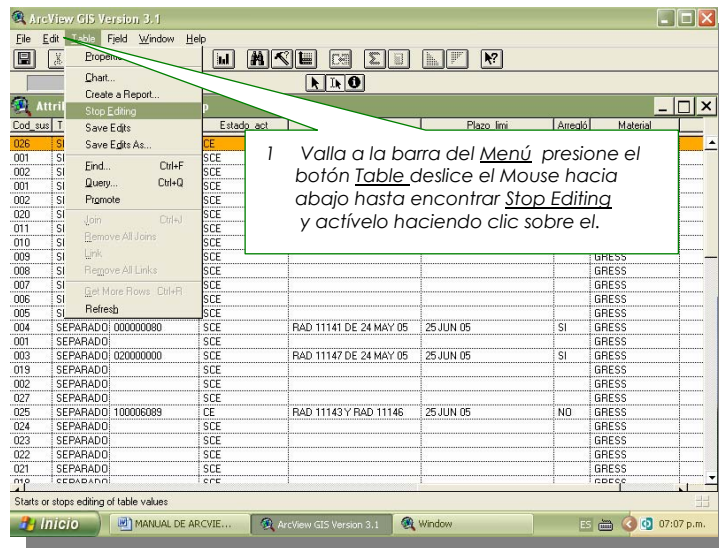 ArcView GIS Version 3.1
File Edit Table Field Window Help
Chart...
Create a Report...
Stop Editing
Save Edits
Save Edits As...
Find... Ctrl+F
Query... Ctrl+Q
Promote
Join Ctrl+J
Remove All Joins
Link
Remove All Links
Get More Rows Ctrl+R
Refresh
1 Valla a la barra del Menú presione el
botón Table deslice el Mouse hacia
abajo hasta encontrar Stop Editing
y actívelo haciendo clic sobre el.
Cod_sus Estado_act Plazo_limi Arregló Material
026 CE
001 SCE
002 SCE
001 SCE
002 SCE
020 SCE
011 SCE
010 SCE
009 SCE GRESS
008 SCE GRESS
007 SCE GRESS
006 SCE GRESS
005 SCE GRESS
004 SEPARADO 000000080 SCE RAD 11141 DE 24 MAY 05 25 JUN 05 SI GRESS
001 SEPARADO SCE GRESS
003 SEPARADO 020000000 SCE RAD 11147 DE 24 MAY 05 25 JUN 05 SI GRESS
019 SEPARADO SCE GRESS
002 SEPARADO SCE GRESS
027 SEPARADO SCE GRESS
025 SEPARADO 100006089 CE RAD 11143 Y RAD 11146 25 JUN 05 NO GRESS
024 SEPARADO SCE GRESS
023 SEPARADO SCE GRESS
022 SEPARADO SCE GRESS
021 SEPARADO SCE GRESS
Starts or stops editing of table values
Inicio MANUAL DE ARCVIE... ArcView GIS Version 3.1 Window ES 07:07 p.m.